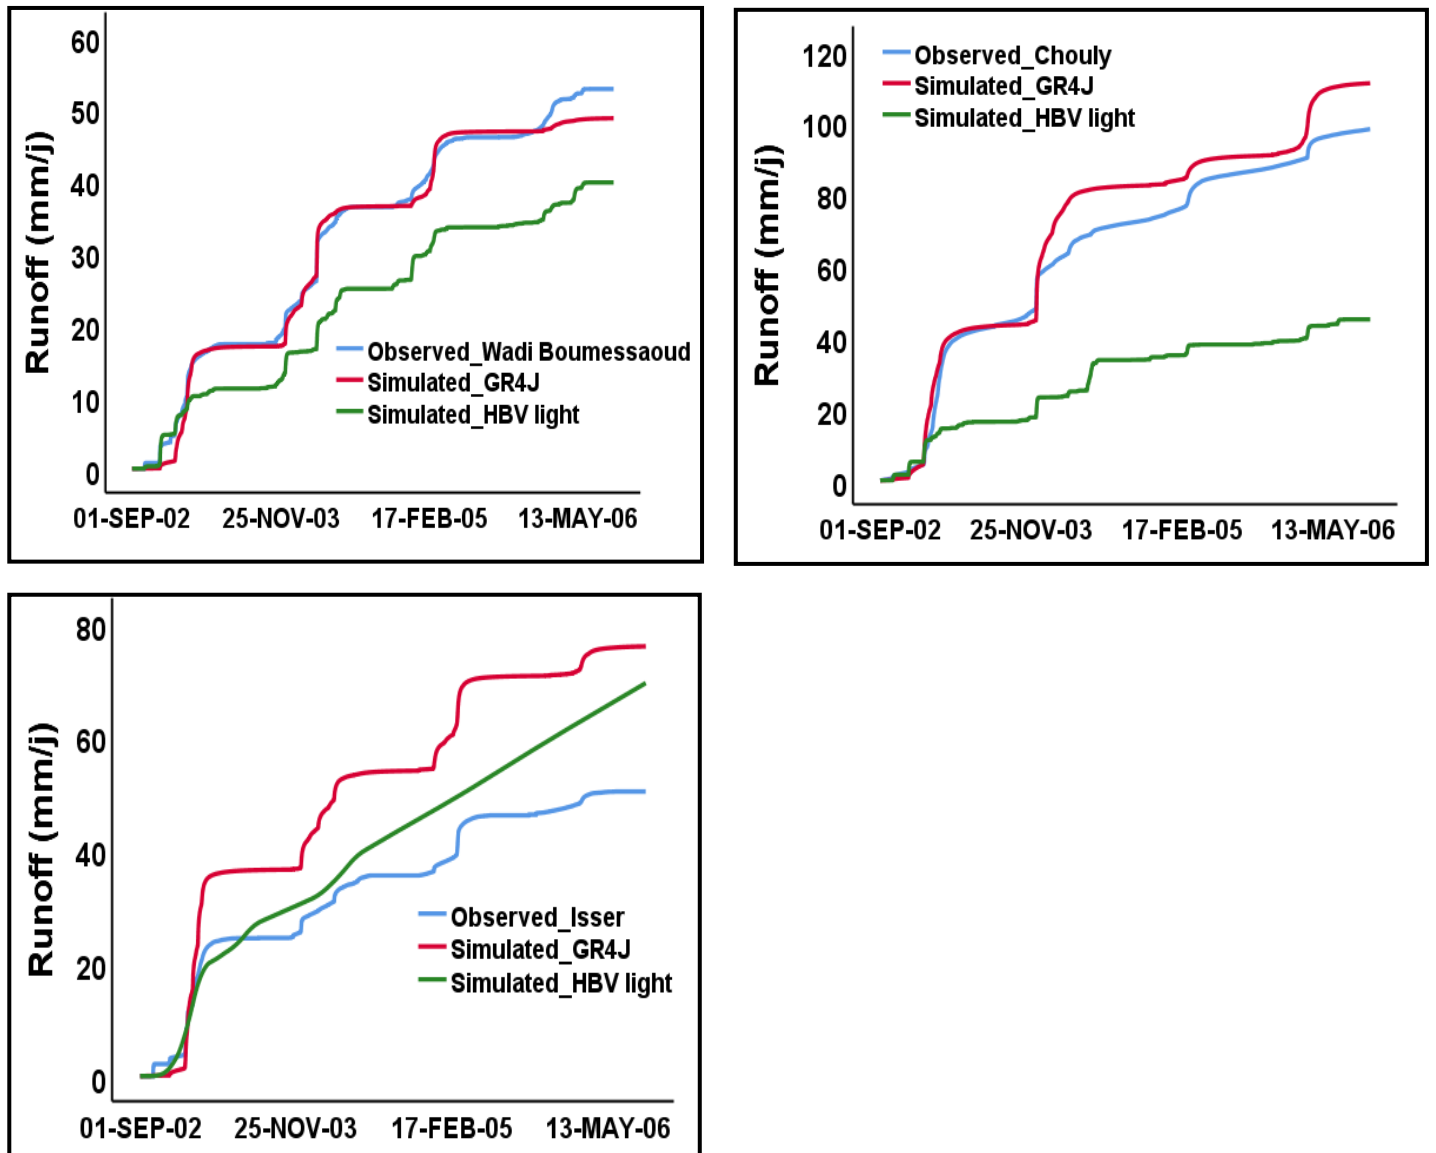 Runoff (mm/j)
60
50
40
30
20
10
0
Observed_Wadi Boumessaoud
Simulated_GR4J
Simulated_HBV light
01-SEP-02 25-NOV-03 17-FEB-05 13-MAY-06
Runoff (mm/j)
120
100
80
60
40
20
0
Observed_Chouly
Simulated_GR4J
Simulated_HBV light
01-SEP-02 25-NOV-03 17-FEB-05 13-MAY-06
Runoff (mm/j)
80
60
40
20
0
Observed_Isser
Simulated_GR4J
Simulated_HBV light
01-SEP-02 25-NOV-03 17-FEB-05 13-MAY-06